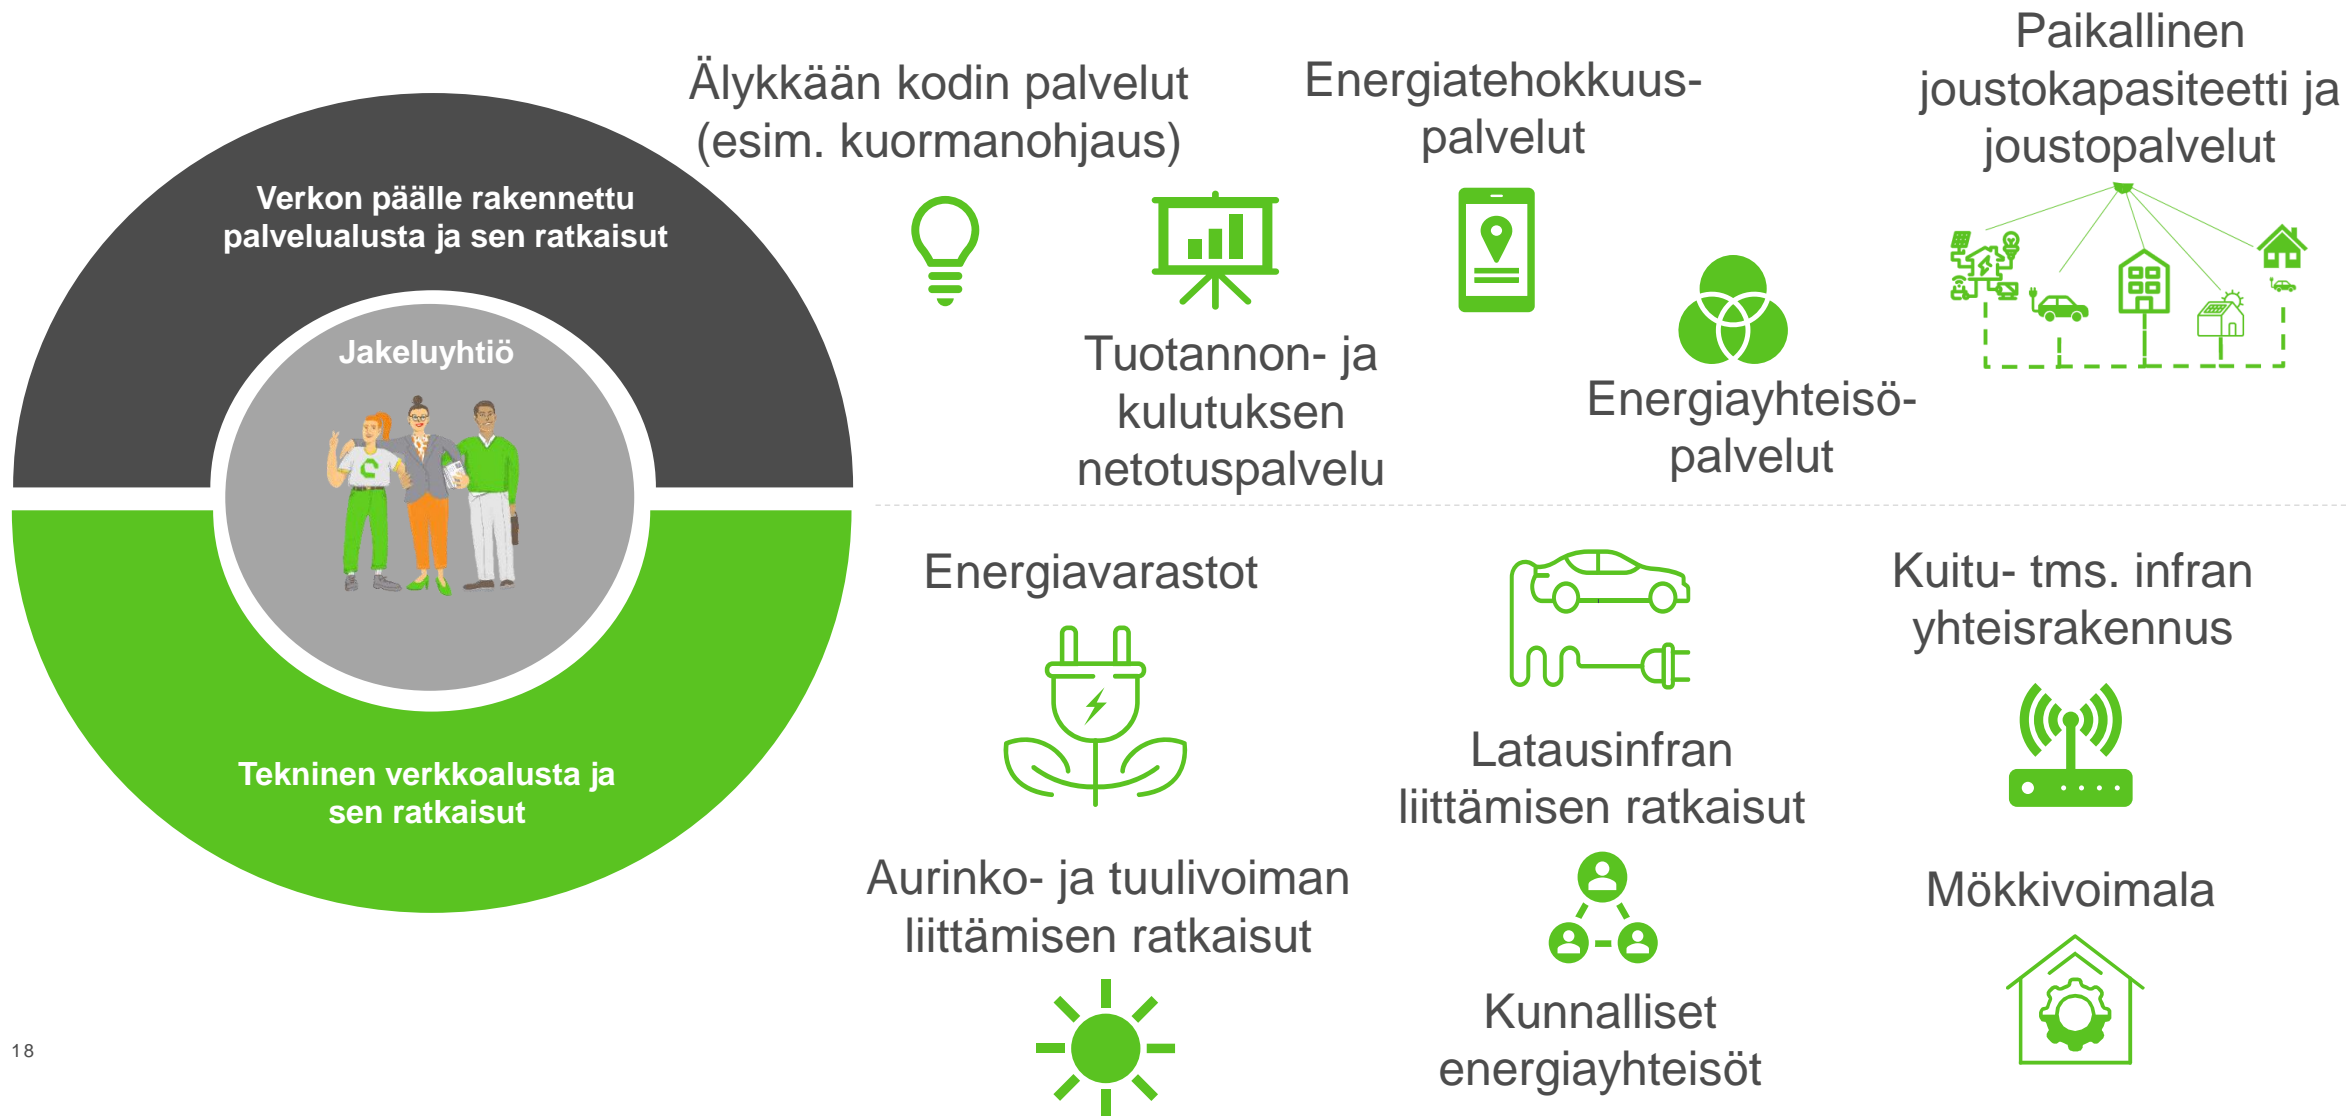 Verkon päälle rakennettu
palvelualusta ja sen ratkaisut
Jakeluyhtiö
Tekninen verkkoalusta ja
sen ratkaisut
Älykkään kodin palvelut
(esim. kuormanohjaus)
Tuotannon- ja
kulutuksen
netotuspalvelu
Energiatehokkuus-
palvelut
Energiayhteisö-
palvelut
Paikallinen
joustokapasiteetti ja
joustopalvelut
Energiavarastot
Aurinko- ja tuulivoiman
liittämisen ratkaisut
Latausinfran
liittämisen ratkaisut
Kunnalliset
energiayhteisöt
Kuitu- tms. infran
yhteisrakennus
Mökkivoimala
18